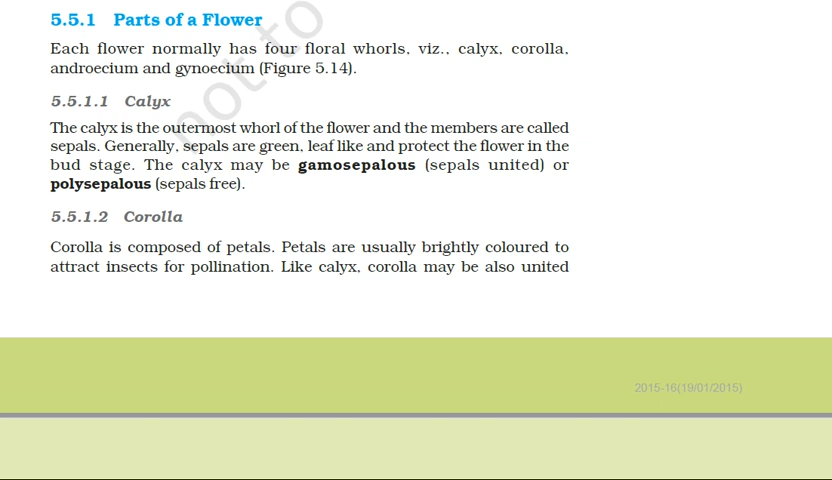 5.5.1 Parts of a Flower
Each flower normally has four floral whorls, viz., calyx, corolla,
androecium and gynoecium (Figure 5.14).
5.5.1.1 Calyx
The calyx is the outermost whorl of the flower and the members are called
sepals. Generally, sepals are green, leaf like and protect the flower in the
bud stage. The calyx may be gamosepalous (sepals united) or
polysepalous (sepals free).
5.5.1.2 Corolla
Corolla is composed of petals. Petals are usually brightly coloured to
attract insects for pollination. Like calyx, corolla may be also united
2015-16(19/01/2015)
not to